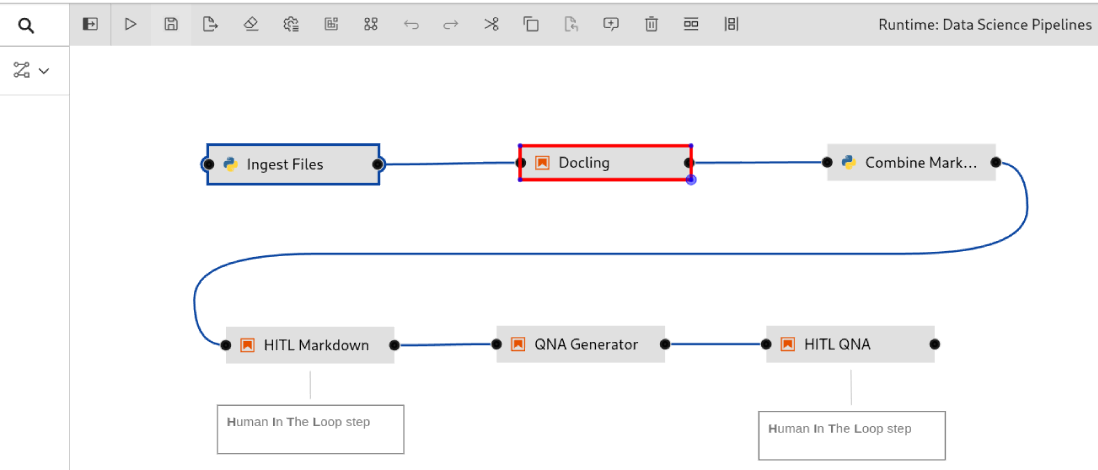 Runtime: Data Science Pipelines
Ingest Files
Docling
Combine Mark...
HITL Markdown
QNA Generator
HITL QNA
Human In The Loop step
Human In The Loop step